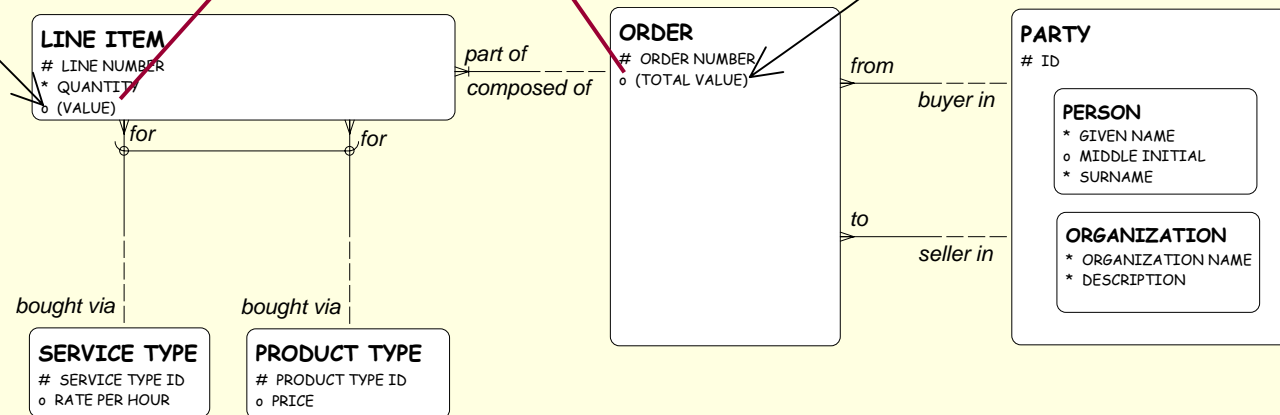 LINE ITEM
# LINE NUMBER
* QUANTITY
o (VALUE)
part of
composed of
for
for
bought via
bought via
SERVICE TYPE
# SERVICE TYPE ID
o RATE PER HOUR
PRODUCT TYPE
# PRODUCT TYPE ID
o PRICE
ORDER
# ORDER NUMBER
o (TOTAL VALUE)
from
buyer in
to
seller in
PARTY
# ID
PERSON
* GIVEN NAME
o MIDDLE INITIAL
* SURNAME
ORGANIZATION
* ORGANIZATION NAME
* DESCRIPTION